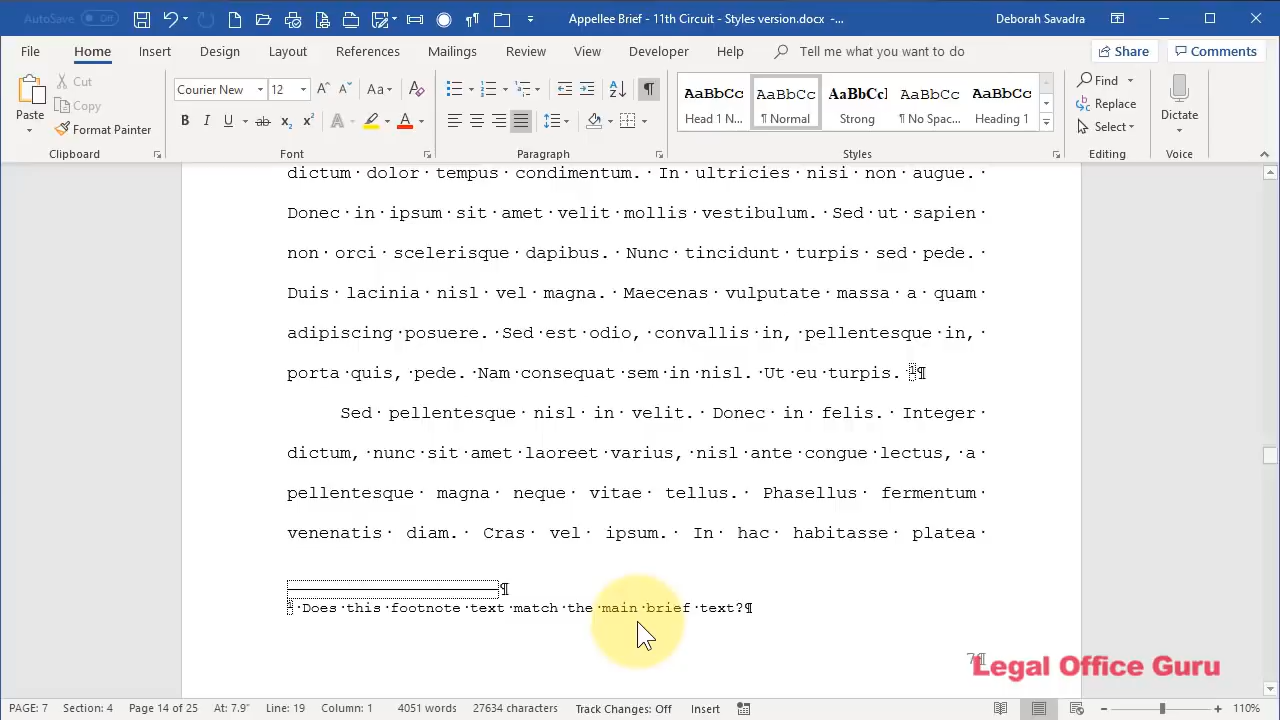 AutoSave Off Appellee Brief - 11th Circuit - Styles version.docx -... Deborah Savadra
File Home Insert Design Layout References Mailings Review View Developer Help Tell me what you want to do Share Comments
Paste Cut Copy Format Painter
Clipboard
Courier New 12 Aa
B I U ab x₂ x² A A
Font
Paragraph
AaBbCc AaBbCc AaBbCcI AaBbCc AaBbCc
Head 1 N... ¶ Normal Strong ¶ No Spac... Heading 1
Styles
Find
Replace
Select
Editing
Dictate
Voice
dictum dolor tempus condimentum. In ultricies nisi non augue.
Donec in ipsum sit amet velit mollis vestibulum. Sed ut sapien
non orci scelerisque dapibus. Nunc tincidunt turpis sed pede.
Duis lacinia nisl vel magna. Maecenas vulputate massa a quam
adipiscing posuere. Sed est odio, convallis in, pellentesque in,
porta quis, pede. Nam consequat sem in nisl. Ut eu turpis. ¹¶
Sed pellentesque nisl in velit. Donec in felis. Integer
dictum, nunc sit amet laoreet varius, nisl ante congue lectus, a
pellentesque magna neque vitae tellus. Phasellus fermentum
venenatis diam. Cras vel ipsum. In hac habitasse platea
¶
¹ Does this footnote text match the main brief text?¶
7¶
Legal Office Guru
PAGE: 7 Section: 4 Page 14 of 25 At: 7.9" Line: 19 Column: 1 4051 words 27634 characters Track Changes: Off Insert 110%